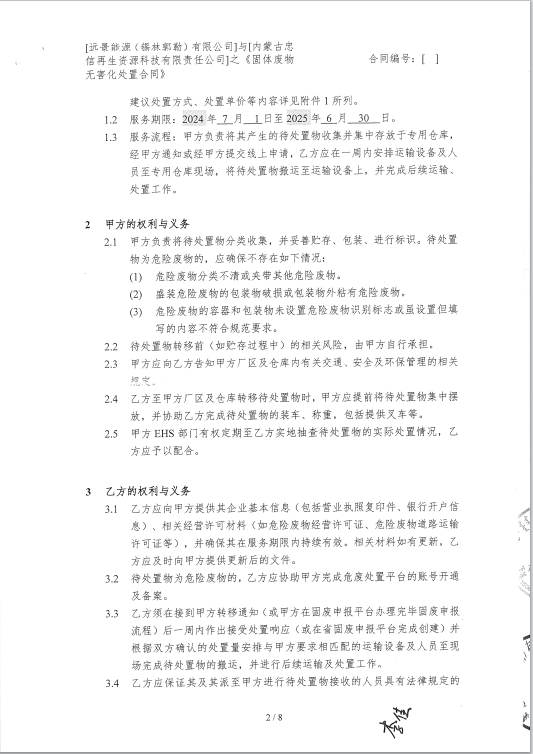 [远景能源（锡林郭勒）有限公司]与[内蒙古忠
信再生资源科技有限责任公司]之《固体废物
无害化处置合同》
合同编号：[ ]
建议处置方式、处置单价等内容详见附件 1 所列。
1.2 服务期限：2024 年 7 月 1 日至 2025 年 6 月 30 日。
1.3 服务流程：甲方负责将其产生的待处置物收集并集中存放于专用仓库，
经甲方通知或经甲方提交线上申请，乙方应在一周内安排运输设备及人
员至专用仓库现场，将待处置物搬运至运输设备上，并完成后续运输、
处置工作。
2 甲方的权利与义务
2.1 甲方负责将待处置物分类收集，并妥善贮存、包装、进行标识。待处置
物为危险废物的，应确保不存在如下情况：
(1) 危险废物分类不清或夹带其他危险废物。
(2) 盛装危险废物的包装物破损或包装物外粘有危险废物。
(3) 危险废物的容器和包装物未设置危险废物识别标志或虽设置但填
写的内容不符合规范要求。
2.2 待处置物转移前（如贮存过程中）的相关风险，由甲方自行承担。
2.3 甲方应向乙方告知甲方厂区及仓库内有关交通、安全及环保管理的相关
规定。
2.4 乙方至甲方厂区及仓库转移待处置物时，甲方应提前将待处置物集中摆
放，并协助乙方完成待处置物的装车、称重，包括提供叉车等。
2.5 甲方 EHS 部门有权定期至乙方实地抽查待处置物的实际处置情况，乙
方应予以配合。
3 乙方的权利与义务
3.1 乙方应向甲方提供其企业基本信息（包括营业执照复印件、银行开户信
息）、相关经营许可材料（如危险废物经营许可证、危险废物道路运输
许可证等），并确保其在服务期限内持续有效。相关材料如有更新，乙
方应及时向甲方提供更新后的文件。
3.2 待处置物为危险废物的，乙方应协助甲方完成危废处置平台的账号开通
及备案。
3.3 乙方须在接到甲方转移通知（或甲方在固废申报平台办理完毕固废申报
流程）后一周内作出接受处置响应（或在省固废申报平台完成创建）并
根据双方确认的处置量安排与甲方要求相匹配的运输设备及人员至现
场完成待处置物的搬运，并进行后续运输及处置工作。
3.4 乙方应保证其及其派至甲方进行待处置物接收的人员具有法律规定的
2 / 8